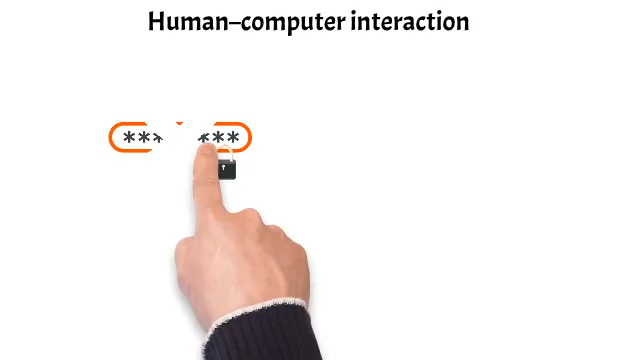 Human–computer interaction
*** ***